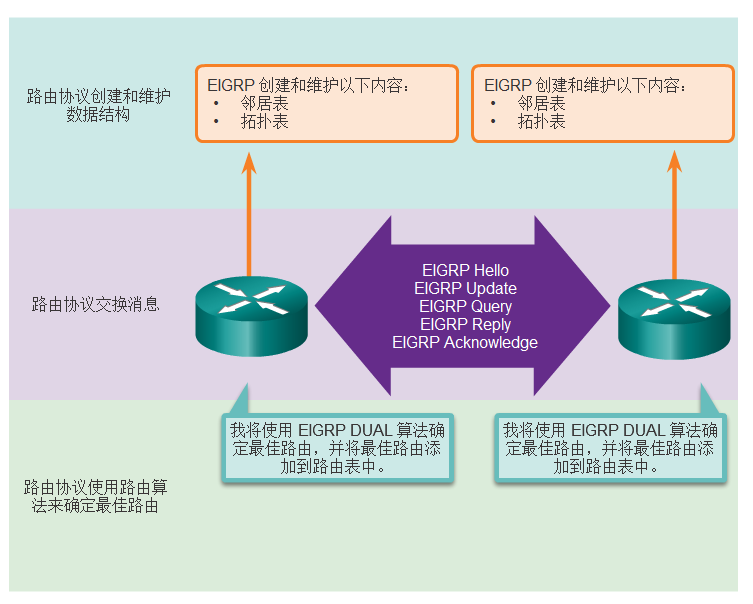 路由协议创建和维护
数据结构
EIGRP 创建和维护以下内容：
• 邻居表
• 拓扑表
EIGRP 创建和维护以下内容：
• 邻居表
• 拓扑表
路由协议交换消息
EIGRP Hello
EIGRP Update
EIGRP Query
EIGRP Reply
EIGRP Acknowledge
路由协议使用路由算
法来确定最佳路由
我将使用 EIGRP DUAL 算法确
定最佳路由，并将最佳路由添
加到路由表中。
我将使用 EIGRP DUAL 算法确
定最佳路由，并将最佳路由添
加到路由表中。